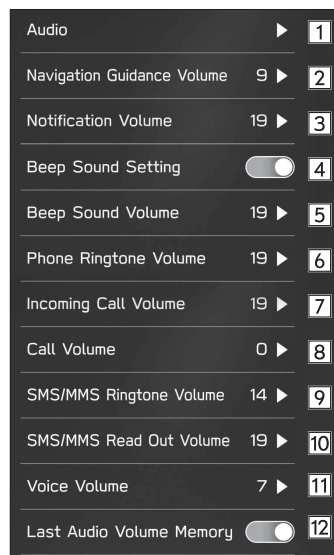 Audio 1
Navigation Guidance Volume 9 2
Notification Volume 19 3
Beep Sound Setting 4
Beep Sound Volume 19 5
Phone Ringtone Volume 19 6
Incoming Call Volume 19 7
Call Volume 0 8
SMS/MMS Ringtone Volume 14 9
SMS/MMS Read Out Volume 19 10
Voice Volume 7 11
Last Audio Volume Memory 12